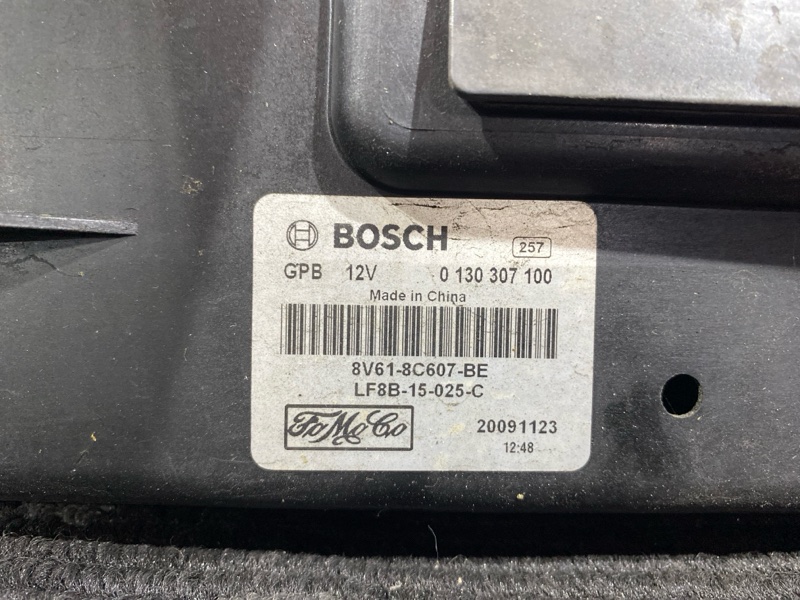 BOSCH 257
GPB 12V 0 130 307 100
Made in China
8V61-8C607-BE
LF8B-15-025-C
FoMoCo 20091123
12:48